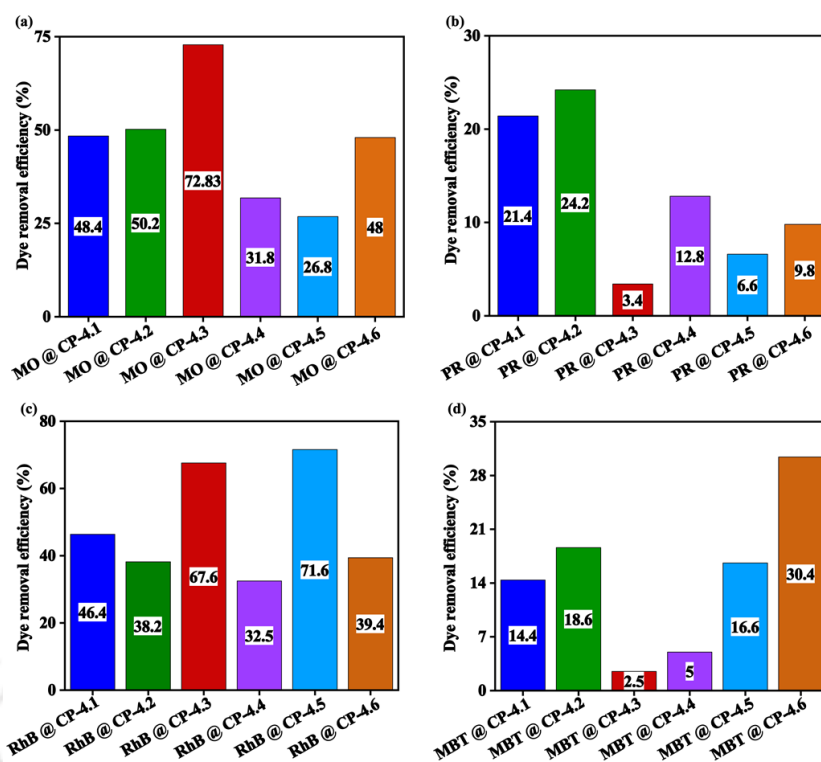 (a)
Dye removal efficiency (%)
75
50
25
0
48.4
50.2
72.83
31.8
26.8
48
MO @ CP-4.1
MO @ CP-4.2
MO @ CP-4.3
MO @ CP-4.4
MO @ CP-4.5
MO @ CP-4.6
(b)
Dye removal efficiency (%)
30
20
10
0
21.4
24.2
3.4
12.8
6.6
9.8
PR @ CP-4.1
PR @ CP-4.2
PR @ CP-4.3
PR @ CP-4.4
PR @ CP-4.5
PR @ CP-4.6
(c)
Dye removal efficiency (%)
80
60
40
20
0
46.4
38.2
67.6
32.5
71.6
39.4
RhB @ CP-4.1
RhB @ CP-4.2
RhB @ CP-4.3
RhB @ CP-4.4
RhB @ CP-4.5
RhB @ CP-4.6
(d)
Dye removal efficiency (%)
35
28
21
14
7
0
14.4
18.6
2.5
5
16.6
30.4
MBT @ CP-4.1
MBT @ CP-4.2
MBT @ CP-4.3
MBT @ CP-4.4
MBT @ CP-4.5
MBT @ CP-4.6